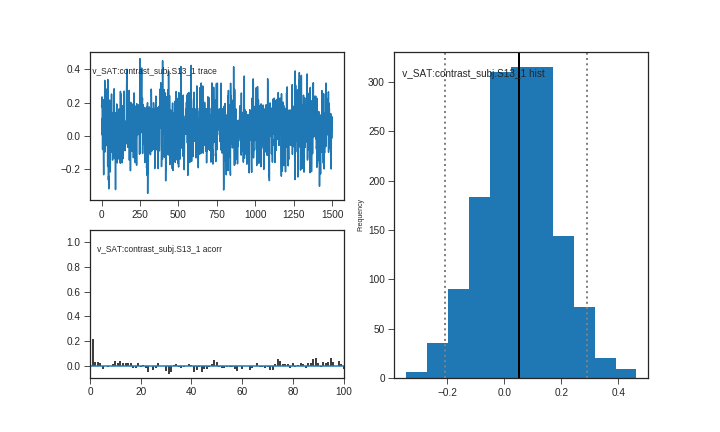 v_SAT:contrast_subj.S13_1 trace
0.4
0.2
0.0
−0.2
0 250 500 750 1000 1250 1500
v_SAT:contrast_subj.S13_1 acorr
1.0
0.8
0.6
0.4
0.2
0.0
0 20 40 60 80 100
v_SAT:contrast_subj.S13_1 hist
Frequency
300
250
200
150
100
50
0
−0.2 0.0 0.2 0.4